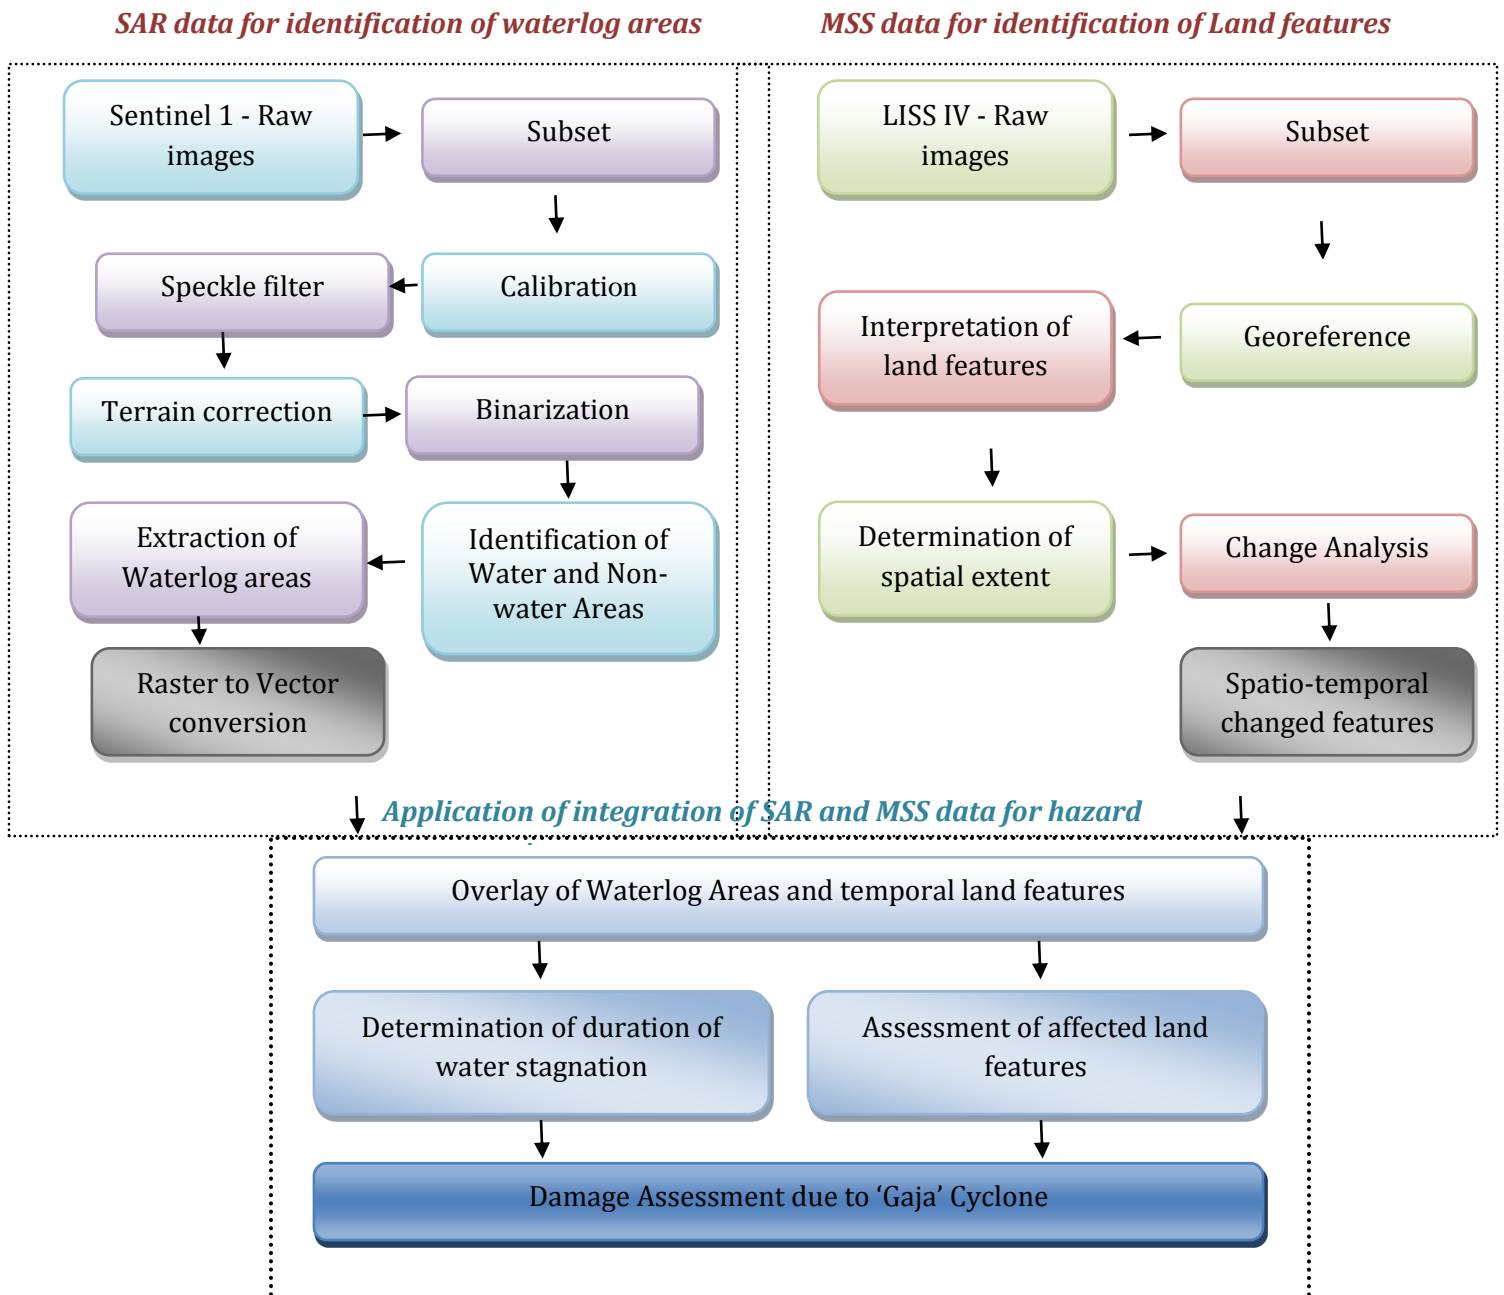 SAR data for identification of waterlog areas
MSS data for identification of Land features
Sentinel 1 - Raw
images
Subset
Speckle filter
Calibration
Terrain correction
Binarization
Extraction of
Waterlog areas
Identification of
Water and Non-
water Areas
Raster to Vector
conversion
LISS IV - Raw
images
Subset
Interpretation of
land features
Georeference
Determination of
spatial extent
Change Analysis
Spatio-temporal
changed features
Application of integration of SAR and MSS data for hazard
Overlay of Waterlog Areas and temporal land features
Determination of duration of
water stagnation
Assessment of affected land
features
Damage Assessment due to ‘Gaja’ Cyclone